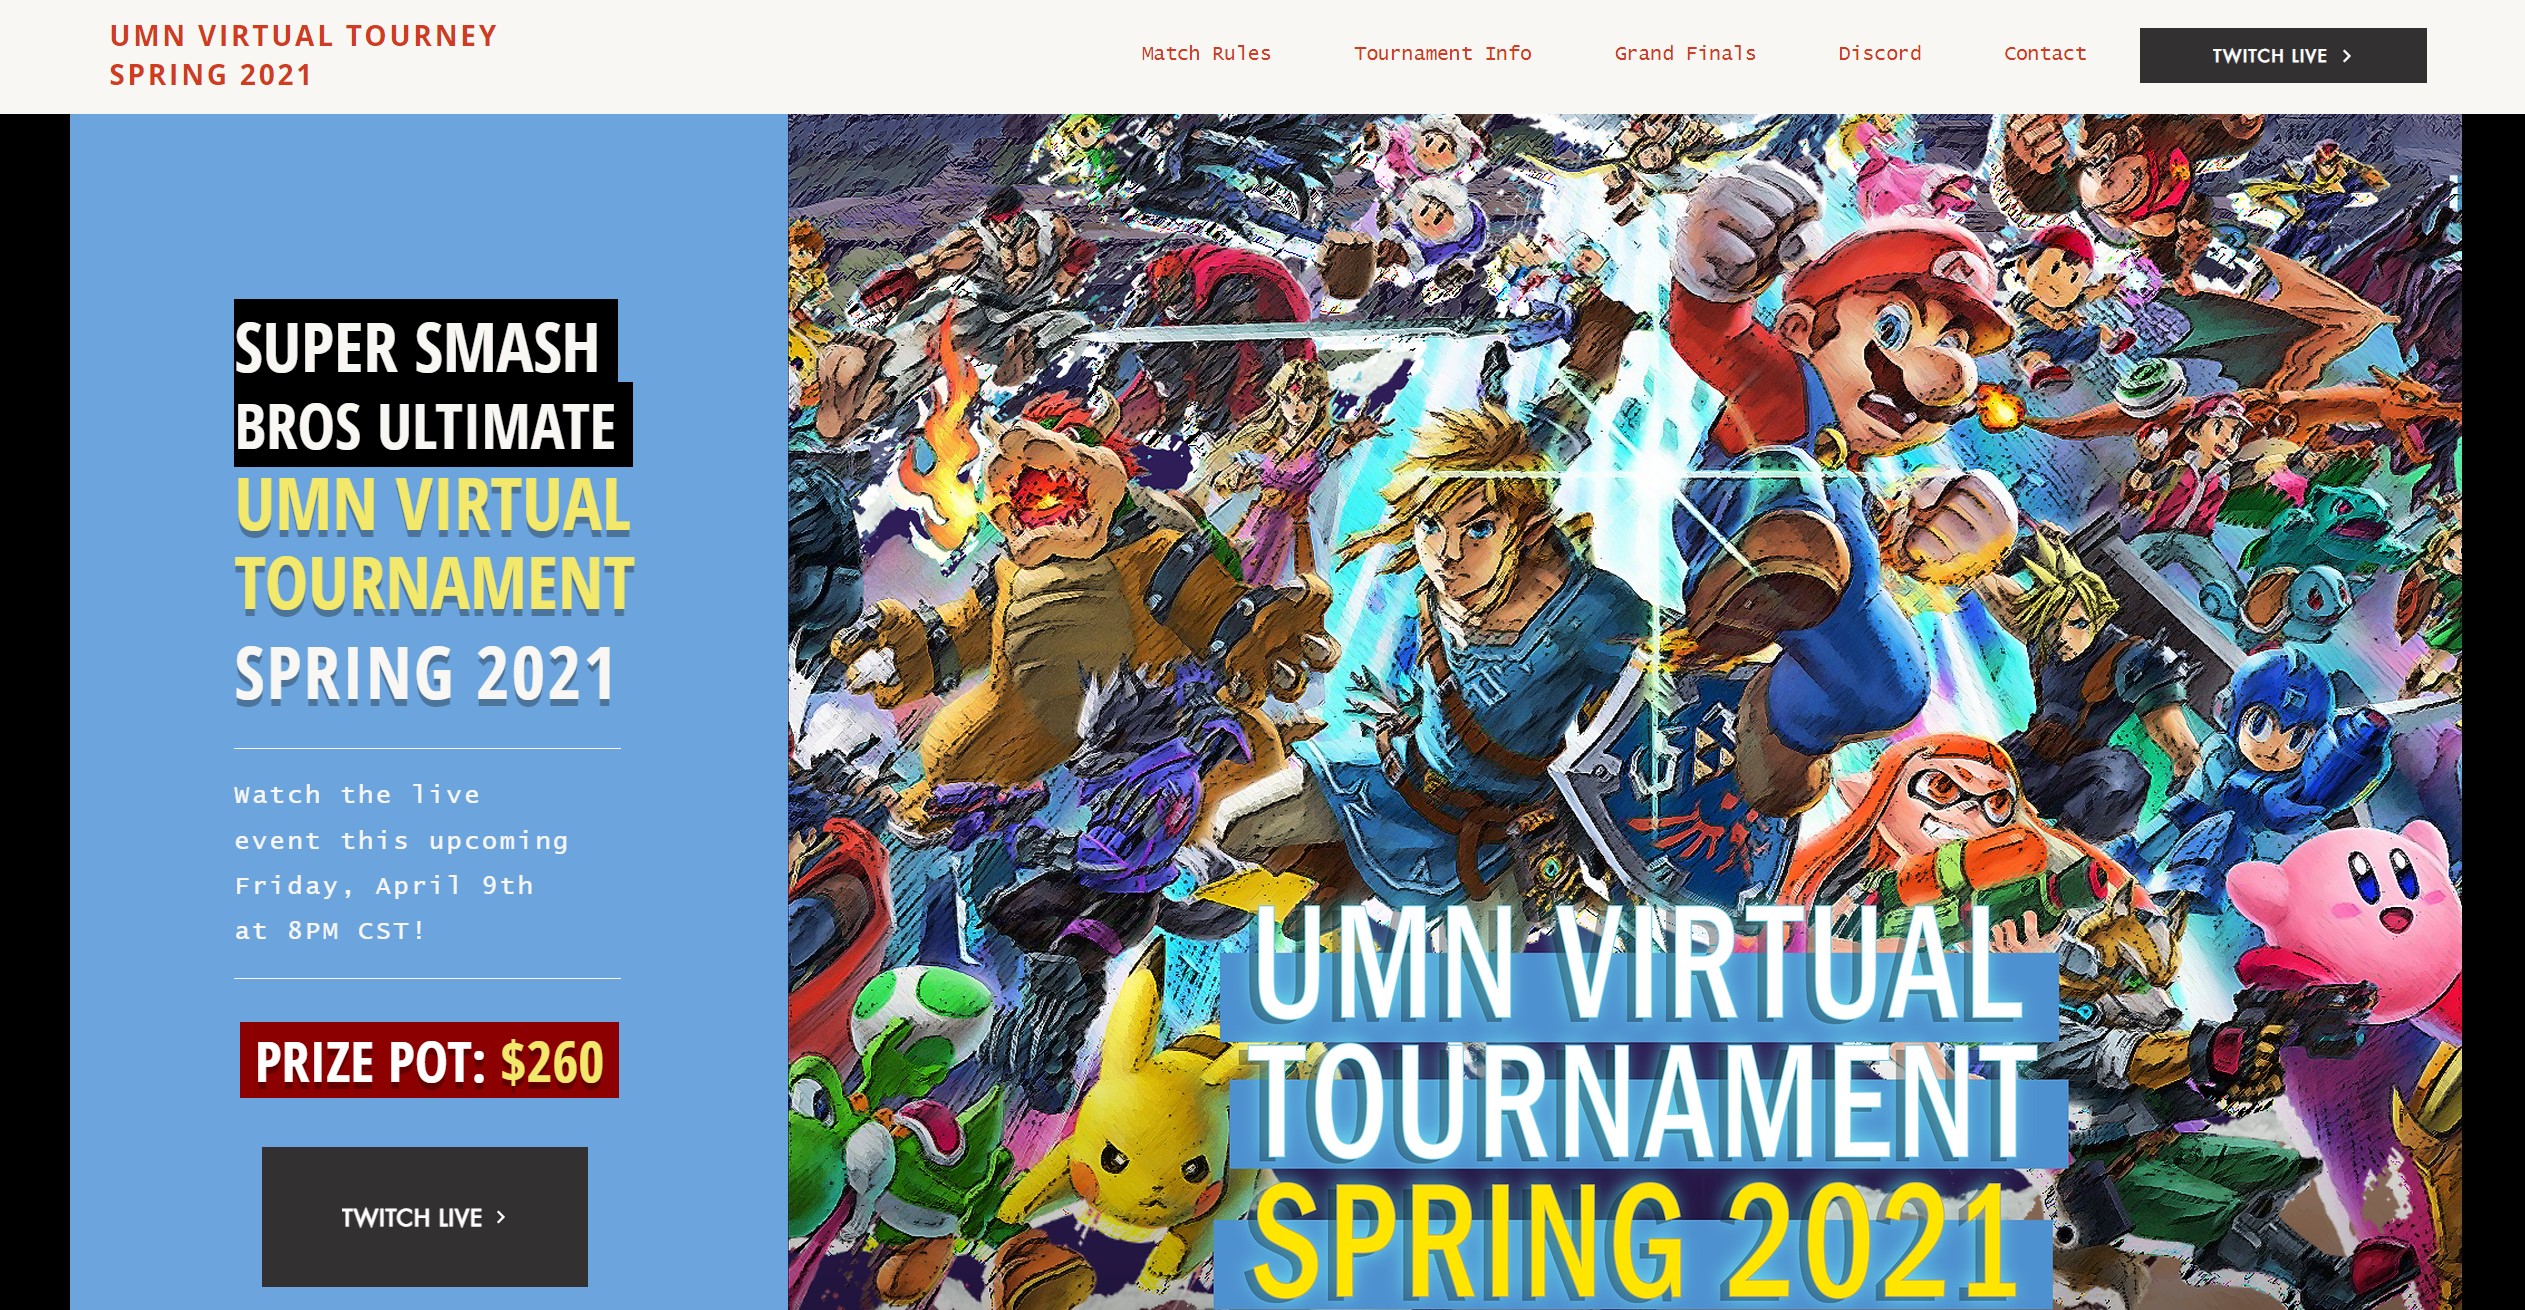 UMN VIRTUAL TOURNEY
SPRING 2021
Match Rules
Tournament Info
Grand Finals
Discord
Contact
TWITCH LIVE >
SUPER SMASH
BROS ULTIMATE
UMN VIRTUAL
TOURNAMENT
SPRING 2021
Watch the live
event this upcoming
Friday, April 9th
at 8PM CST!
PRIZE POT: $260
TWITCH LIVE >
UMN VIRTUAL
TOURNAMENT
SPRING 2021